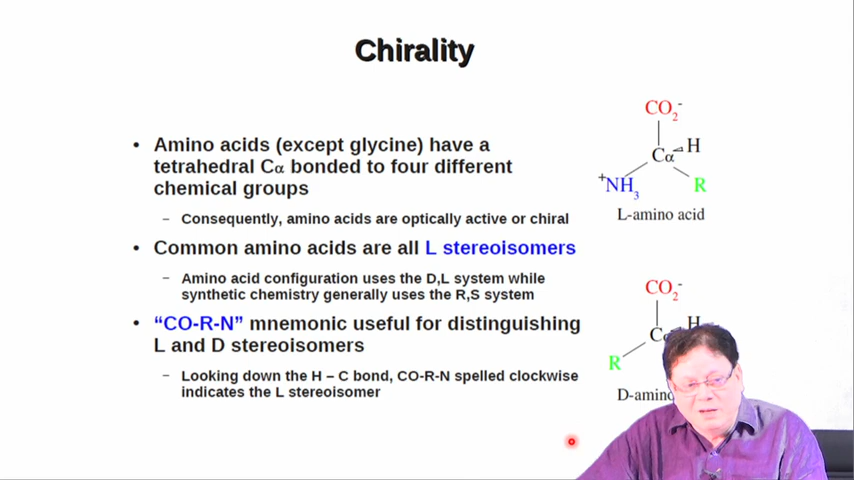 Chirality
• Amino acids (except glycine) have a
tetrahedral Cα bonded to four different
chemical groups
– Consequently, amino acids are optically active or chiral
• Common amino acids are all L stereoisomers
– Amino acid configuration uses the D,L system while
synthetic chemistry generally uses the R,S system
• “CO-R-N” mnemonic useful for distinguishing
L and D stereoisomers
– Looking down the H – C bond, CO-R-N spelled clockwise
indicates the L stereoisomer
CO2-
Cα H
+NH3 R
L-amino acid
CO2-
C H
R
D-amino